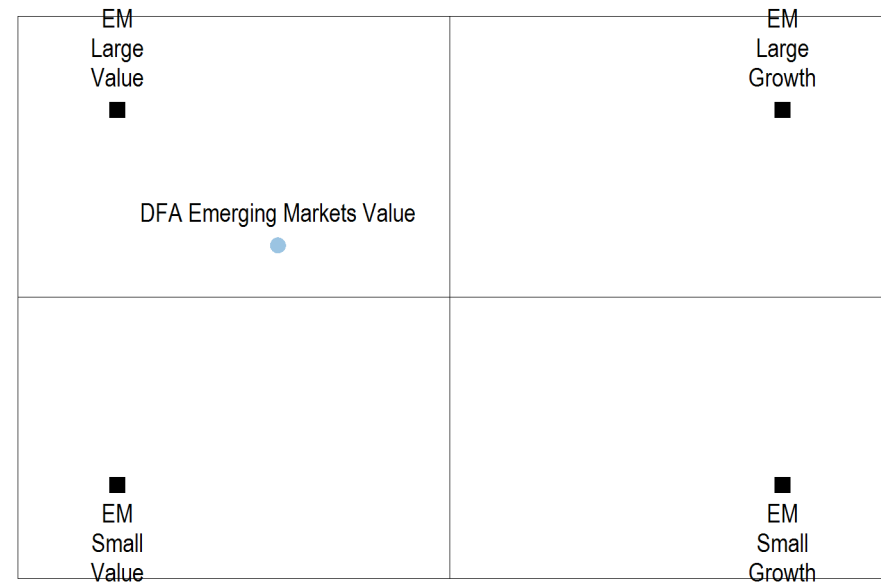 EM
Large
Value
EM
Large
Growth
DFA Emerging Markets Value
EM
Small
Value
EM
Small
Growth